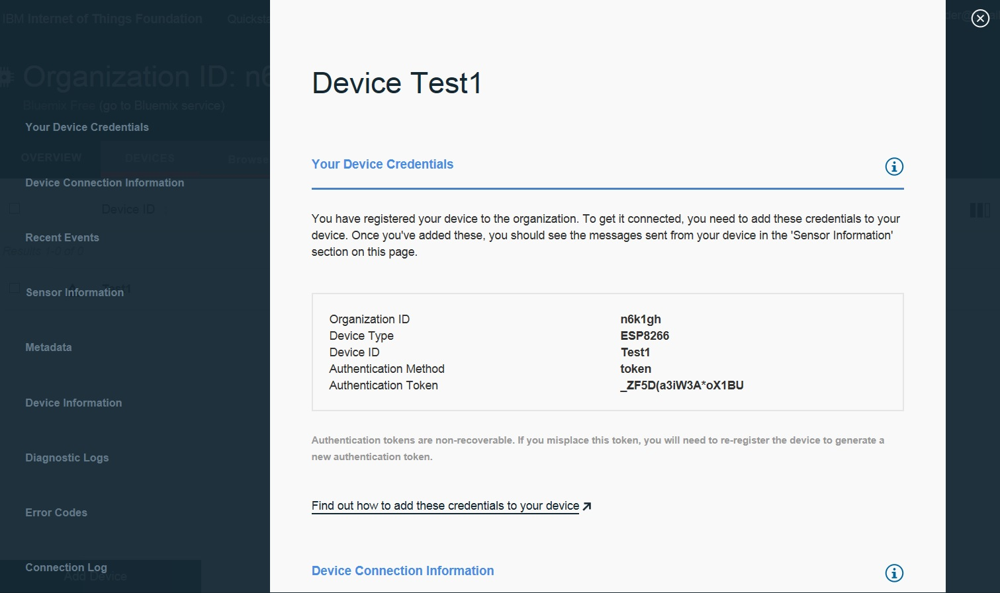 IBM Internet of Things Foundation Quicksta
Organization ID: n6
Bluemix Free (go to Bluemix service)
Your Device Credentials
OVERVIEW DEVICES Browse
Device Connection Information
Device ID
Recent Events
Results 1-0 of 0
Sensor Information
Test1
Metadata
Device Information
Diagnostic Logs
Error Codes
Connection Log
Add Device
Device Test1
Your Device Credentials
You have registered your device to the organization. To get it connected, you need to add these credentials to your
device. Once you've added these, you should see the messages sent from your device in the 'Sensor Information'
section on this page.
Organization ID n6k1gh
Device Type ESP8266
Device ID Test1
Authentication Method token
Authentication Token _ZF5D(a3iW3A*oX1BU
Authentication tokens are non-recoverable. If you misplace this token, you will need to re-register the device to generate a
new authentication token.
Find out how to add these credentials to your device
Device Connection Information